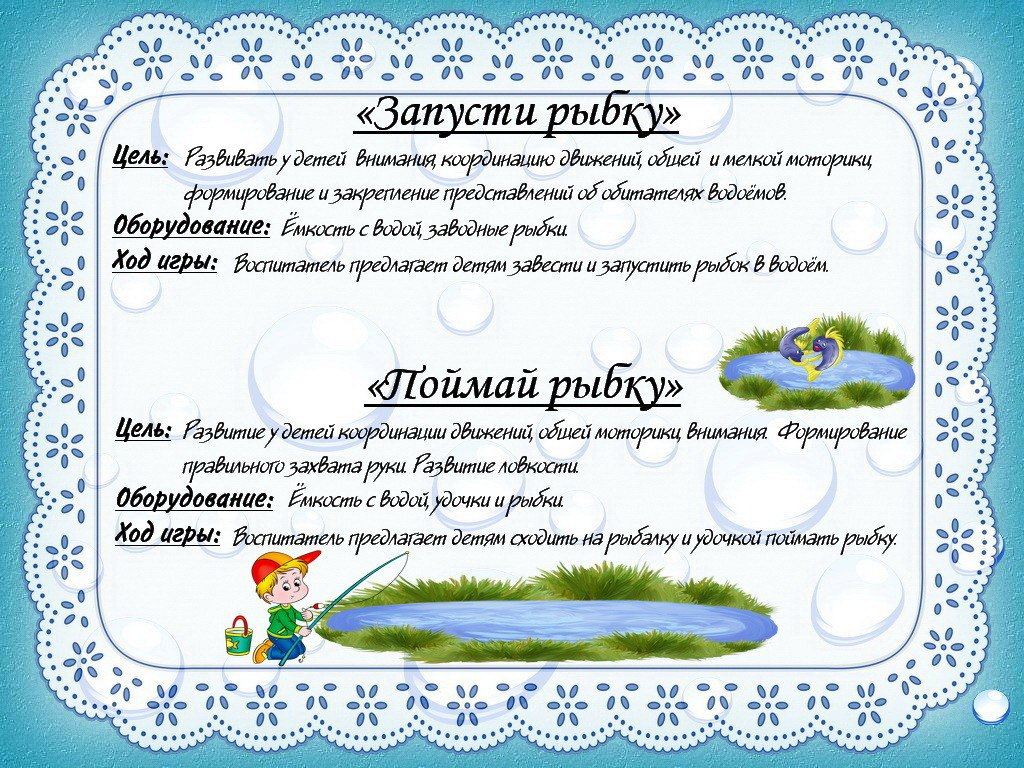 «Запусти рыбку»
Цель: Развивать у детей внимания, координацию движений, общей и мелкой моторики,
формирование и закрепление представлений об обитателях водоёмов.
Оборудование: Ёмкость с водой, заводные рыбки.
Ход игры: Воспитатель предлагает детям завести и запустить рыбок в водоём.
«Поймай рыбку»
Цель: Развитие у детей координации движений, общей моторики, внимания. Формирование
правильного захвата руки. Развитие ловкости.
Оборудование: Ёмкость с водой, удочки и рыбки.
Ход игры: Воспитатель предлагает детям сходить на рыбалку и удочкой поймать рыбку.